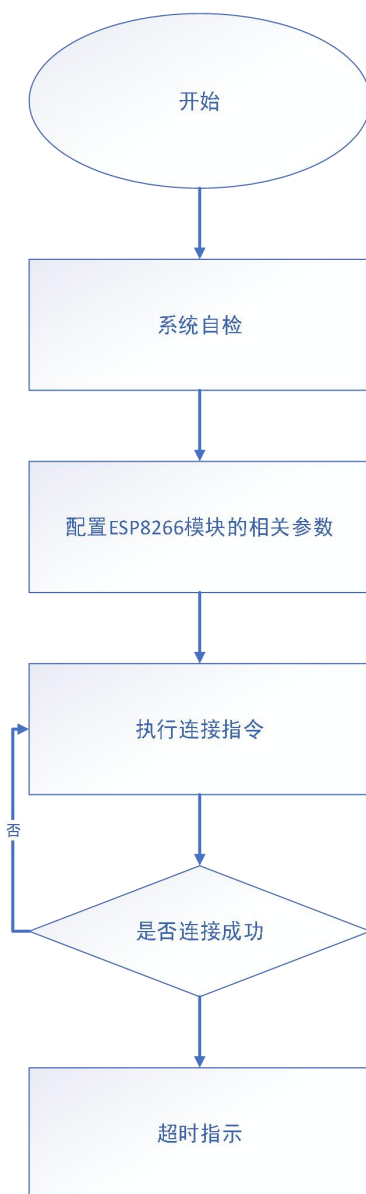 开始
系统自检
配置ESP8266模块的相关参数
执行连接指令
否
是否连接成功
超时指示